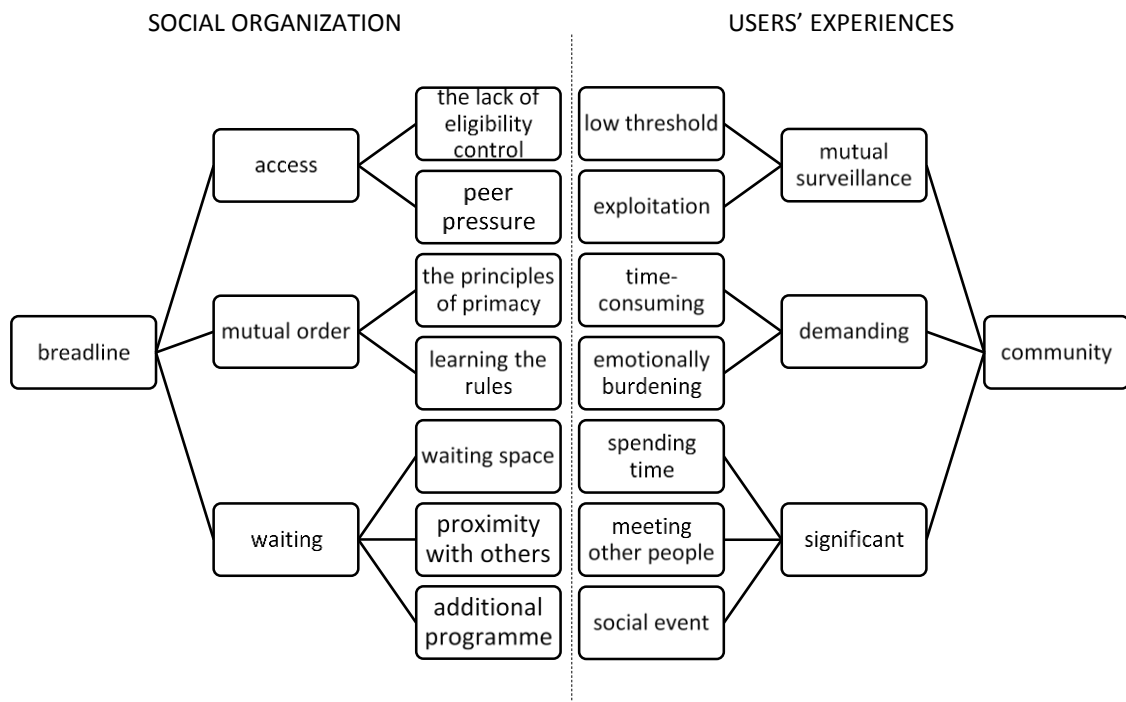 SOCIAL ORGANIZATION
USERS’ EXPERIENCES
breadline
access
the lack of
eligibility
control
peer
pressure
mutual order
the principles
of primacy
learning the
rules
waiting
waiting space
proximity
with others
additional
programme
low threshold
exploitation
mutual
surveillance
time-
consuming
emotionally
burdening
demanding
spending
time
meeting
other people
social event
significant
community